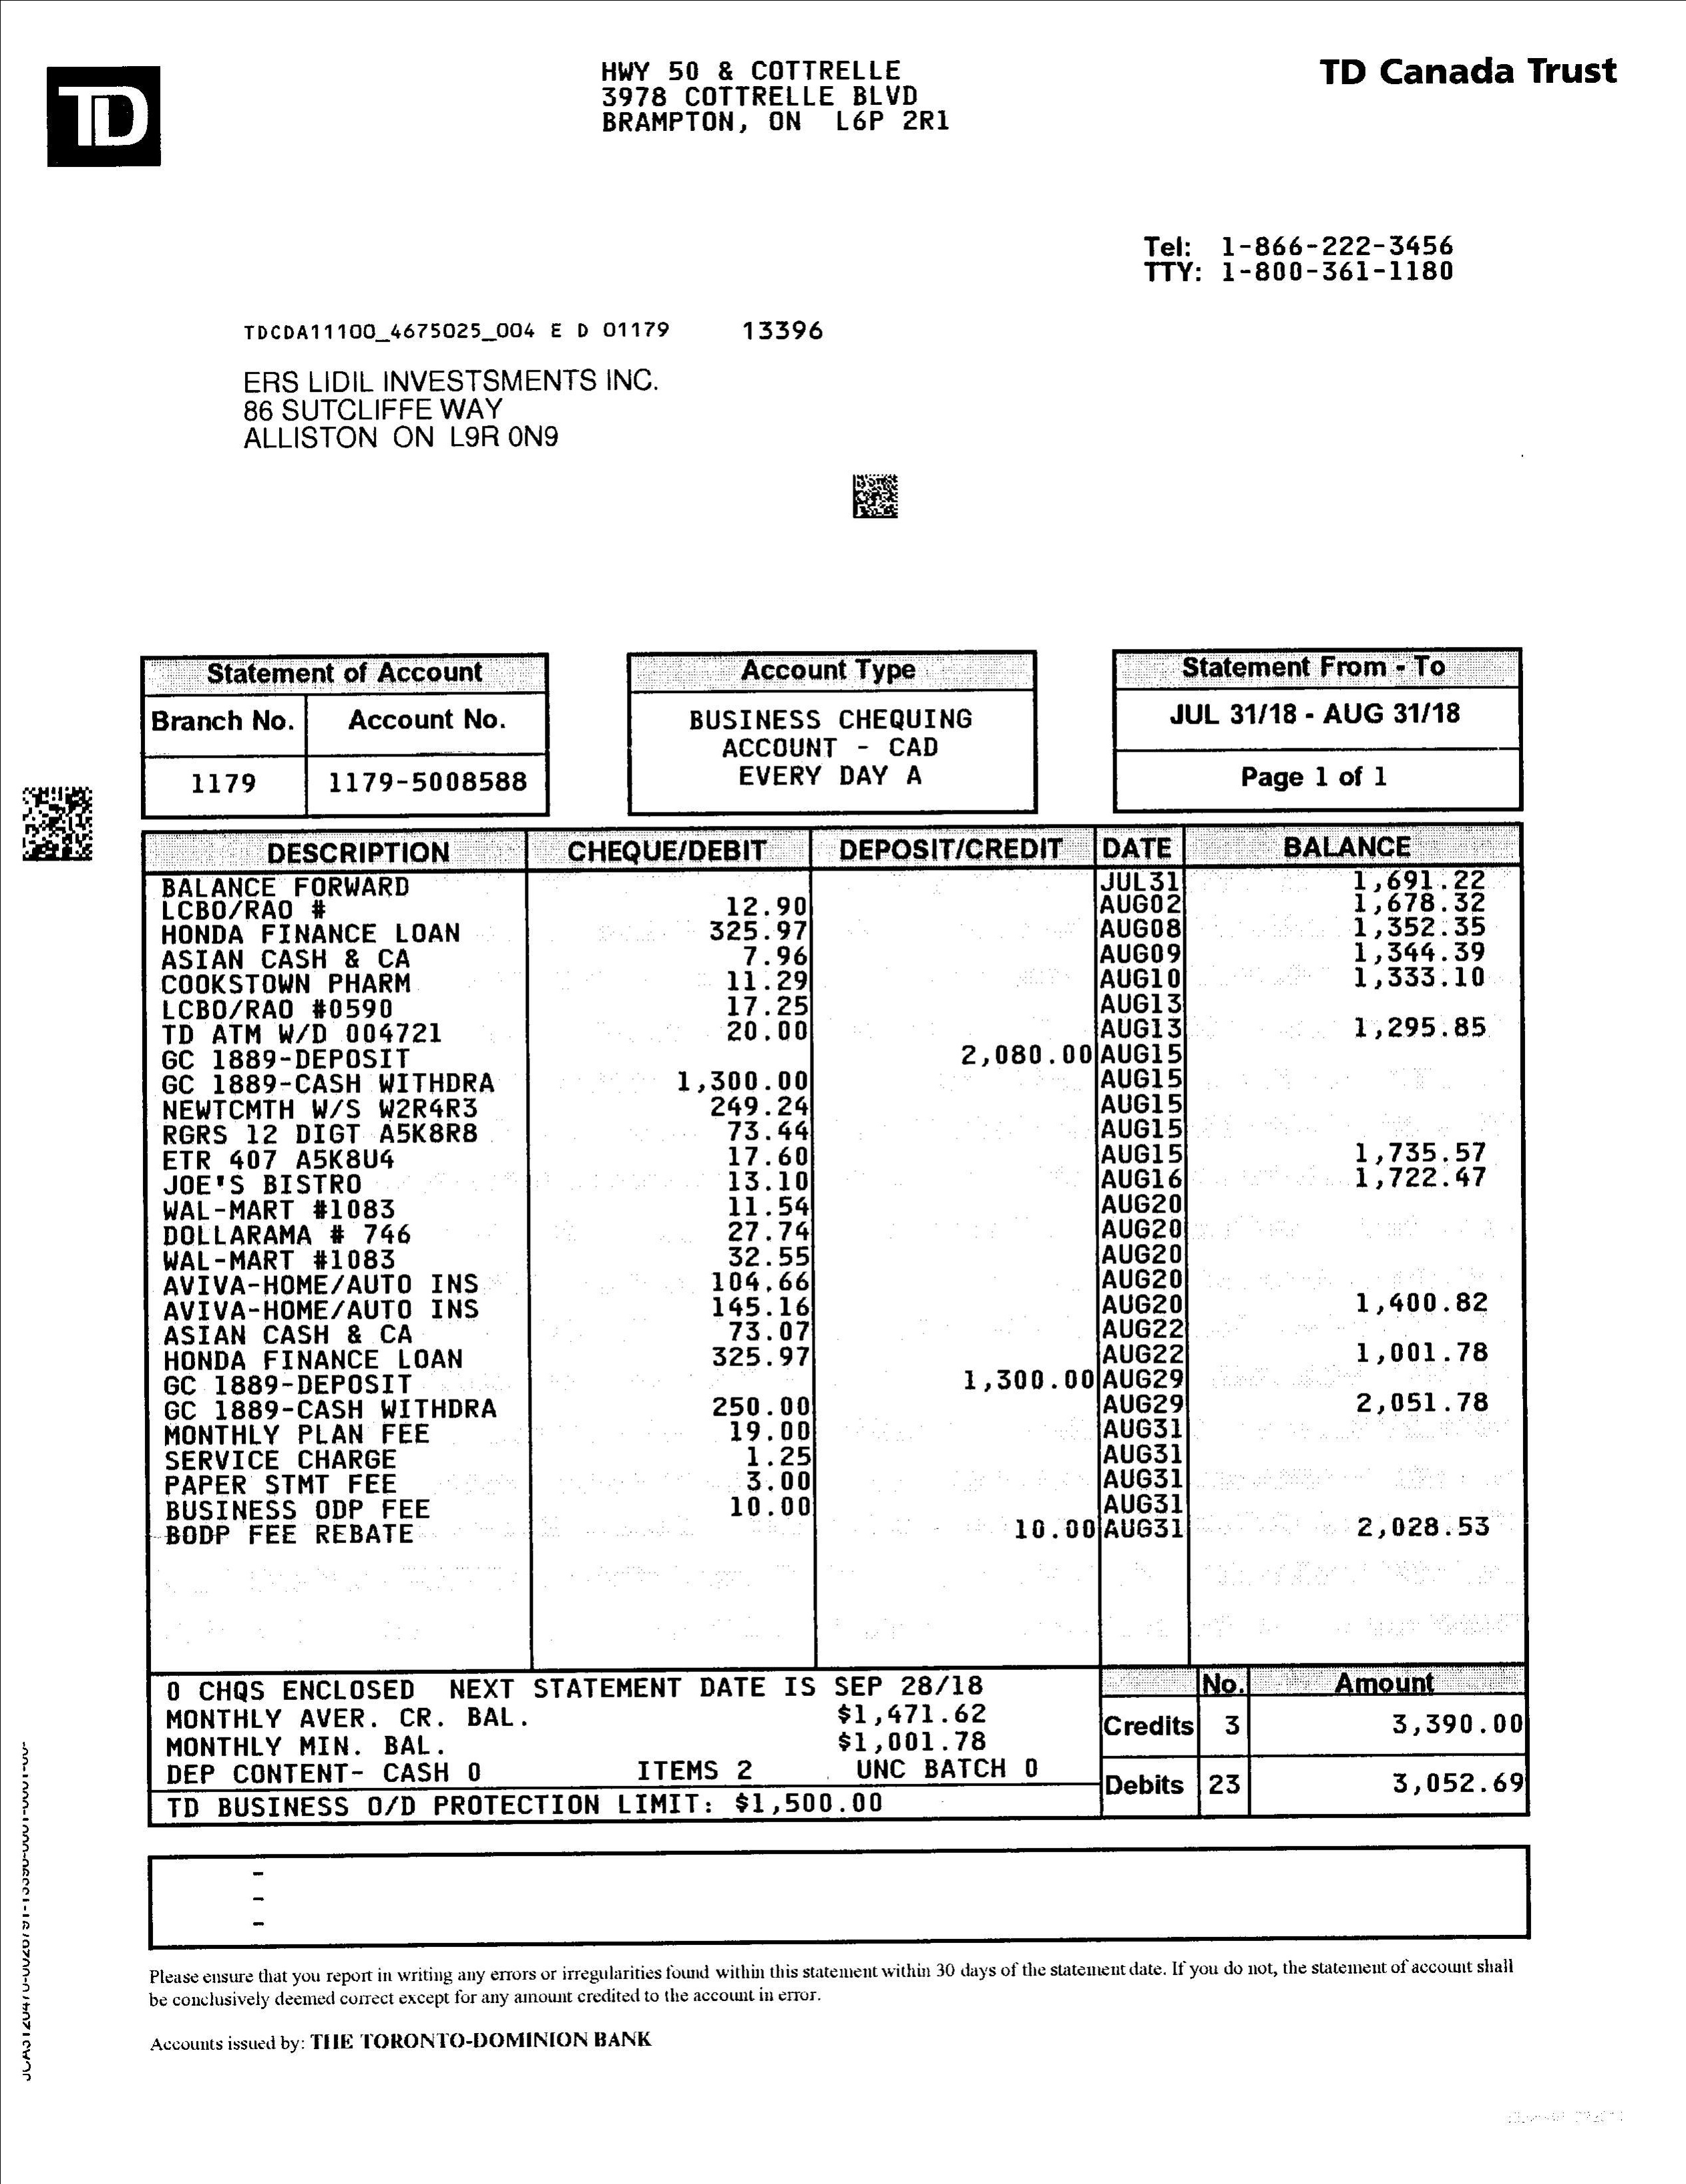 TD
HWY 50 & COTTRELLE
3978 COTTRELLE BLVD
BRAMPTON, ON L6P 2R1
TD Canada Trust
Tel: 1-866-222-3456
TTY: 1-800-361-1180
TDCDA11100_4675025_004 E D 01179 13396
ERS LIDIL INVESTSMENTS INC.
86 SUTCLIFFE WAY
ALLISTON ON L9R 0N9
Statement of Account
Branch No. Account No.
1179 1179-5008588
Account Type
BUSINESS CHEQUING
ACCOUNT - CAD
EVERY DAY A
Statement From - To
JUL 31/18 - AUG 31/18
Page 1 of 1
DESCRIPTION CHEQUE/DEBIT DEPOSIT/CREDIT DATE BALANCE
BALANCE FORWARD JUL31 1,691.22
LCBO/RAO # 12.90 AUG02 1,678.32
HONDA FINANCE LOAN 325.97 AUG08 1,352.35
ASIAN CASH & CA 7.96 AUG09 1,344.39
COOKSTOWN PHARM 11.29 AUG10 1,333.10
LCBO/RAO #0590 17.25 AUG13
TD ATM W/D 004721 20.00 AUG13 1,295.85
GC 1889-DEPOSIT 2,080.00 AUG15
GC 1889-CASH WITHDRA 1,300.00 AUG15
NEWTCMTH W/S W2R4R3 249.24 AUG15
RGRS 12 DIGT A5K8R8 73.44 AUG15
ETR 407 A5K8U4 17.60 AUG15 1,735.57
JOE'S BISTRO 13.10 AUG16 1,722.47
WAL-MART #1083 11.54 AUG20
DOLLARAMA # 746 27.74 AUG20
WAL-MART #1083 32.55 AUG20
AVIVA-HOME/AUTO INS 104.66 AUG20
AVIVA-HOME/AUTO INS 145.16 AUG20 1,400.82
ASIAN CASH & CA 73.07 AUG22
HONDA FINANCE LOAN 325.97 AUG22 1,001.78
GC 1889-DEPOSIT 1,300.00 AUG29
GC 1889-CASH WITHDRA 250.00 AUG29 2,051.78
MONTHLY PLAN FEE 19.00 AUG31
SERVICE CHARGE 1.25 AUG31
PAPER STMT FEE 3.00 AUG31
BUSINESS ODP FEE 10.00 AUG31
BODP FEE REBATE 10.00 AUG31 2,028.53
0 CHQS ENCLOSED NEXT STATEMENT DATE IS SEP 28/18
MONTHLY AVER. CR. BAL. $1,471.62
MONTHLY MIN. BAL. $1,001.78
DEP CONTENT- CASH 0 ITEMS 2 UNC BATCH 0
TD BUSINESS O/D PROTECTION LIMIT: $1,500.00
No. Amount
Credits 3 3,390.00
Debits 23 3,052.69
-
-
-
Please ensure that you report in writing any errors or irregularities found within this statement within 30 days of the statement date. If you do not, the statement of account shall
be conclusively deemed correct except for any amount credited to the account in error.
Accounts issued by: THE TORONTO-DOMINION BANK